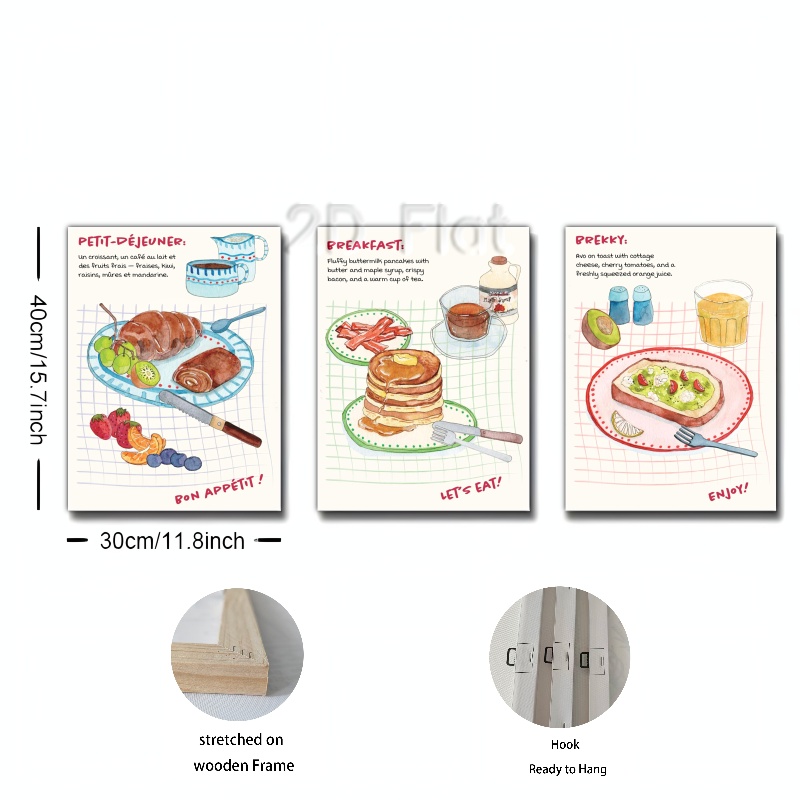 2D Flat
PETIT-DÉJEUNER:
Un croissant, un café au lait et
des fruits frais — fraises, kiwi,
raisins, mûres et mandarine.
BON APPÉTIT!
BREAKFAST:
Fluffy buttermilk pancakes with
butter and maple syrup, crispy
bacon, and a warm cup of tea.
Maple Syrup
LET'S EAT!
BREKKY:
Avo on toast with cottage
cheese, cherry tomatoes, and a
freshly squeezed orange juice.
ENJOY!
40cm/15.7inch
30cm/11.8inch
stretched on
wooden Frame
Hook
Ready to Hang